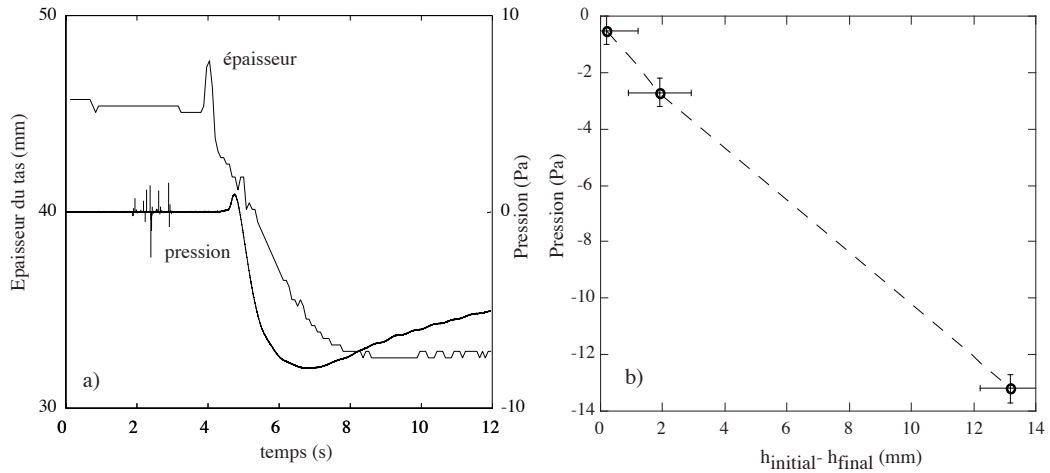 50
40
30
Epaisseur du tas (mm)
10
0
-10
Pression (Pa)
épaisseur
pression
a)
0 2 4 6 8 10 12
temps (s)
0
-2
-4
-6
-8
-10
-12
-14
Pression (Pa)
b)
0 2 4 6 8 10 12 14
hinitial- hfinal (mm)